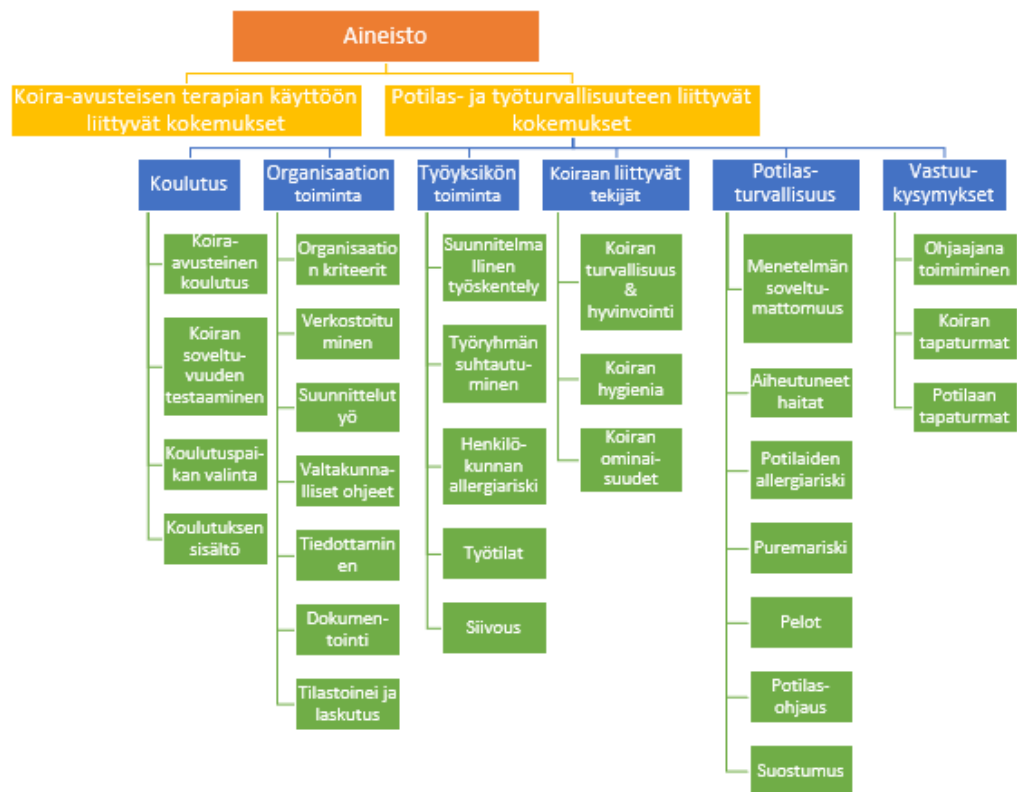 Aineisto
Koira-avusteisen terapian käyttöön
liittyvät kokemukset
Potilas- ja työturvallisuuteen liittyvät
kokemukset
Koulutus
Koira-
avusteinen
koulutus
Koiran
soveltu-
vuuden
testaaminen
Koulutuspai-
kan valinta
Koulutuksen
sisältö
Organisaation
toiminta
Organisaatio
n kriteerit
Verkostoitu
minen
Suunnittelut
yö
Valtakunna-
lliset ohjeet
Tiedottamin
en
Dokumen-
tointi
Tilastoinei ja
laskutus
Työyksikön
toiminta
Suunnitelma
llinen
työskentely
Työryhmän
suhtautu-
minen
Henkilö-
kunnan
allergiariski
Työtilat
Siivous
Koiraan liittyvät
tekijät
Koiran
turvallisuus
&
hyvinvointi
Koiran
hygienia
Koiran
ominai-
suudet
Potilas-
turvallisuus
Menetelmän
soveltu-
mattomuus
Aiheutuneet
haitat
Potilaiden
allergiariski
Puremariski
Pelot
Potilas-
ohjaus
Suostumus
Vastuu-
kysymykset
Ohjaajana
toimiminen
Koiran
tapaturmat
Potilaan
tapaturmat